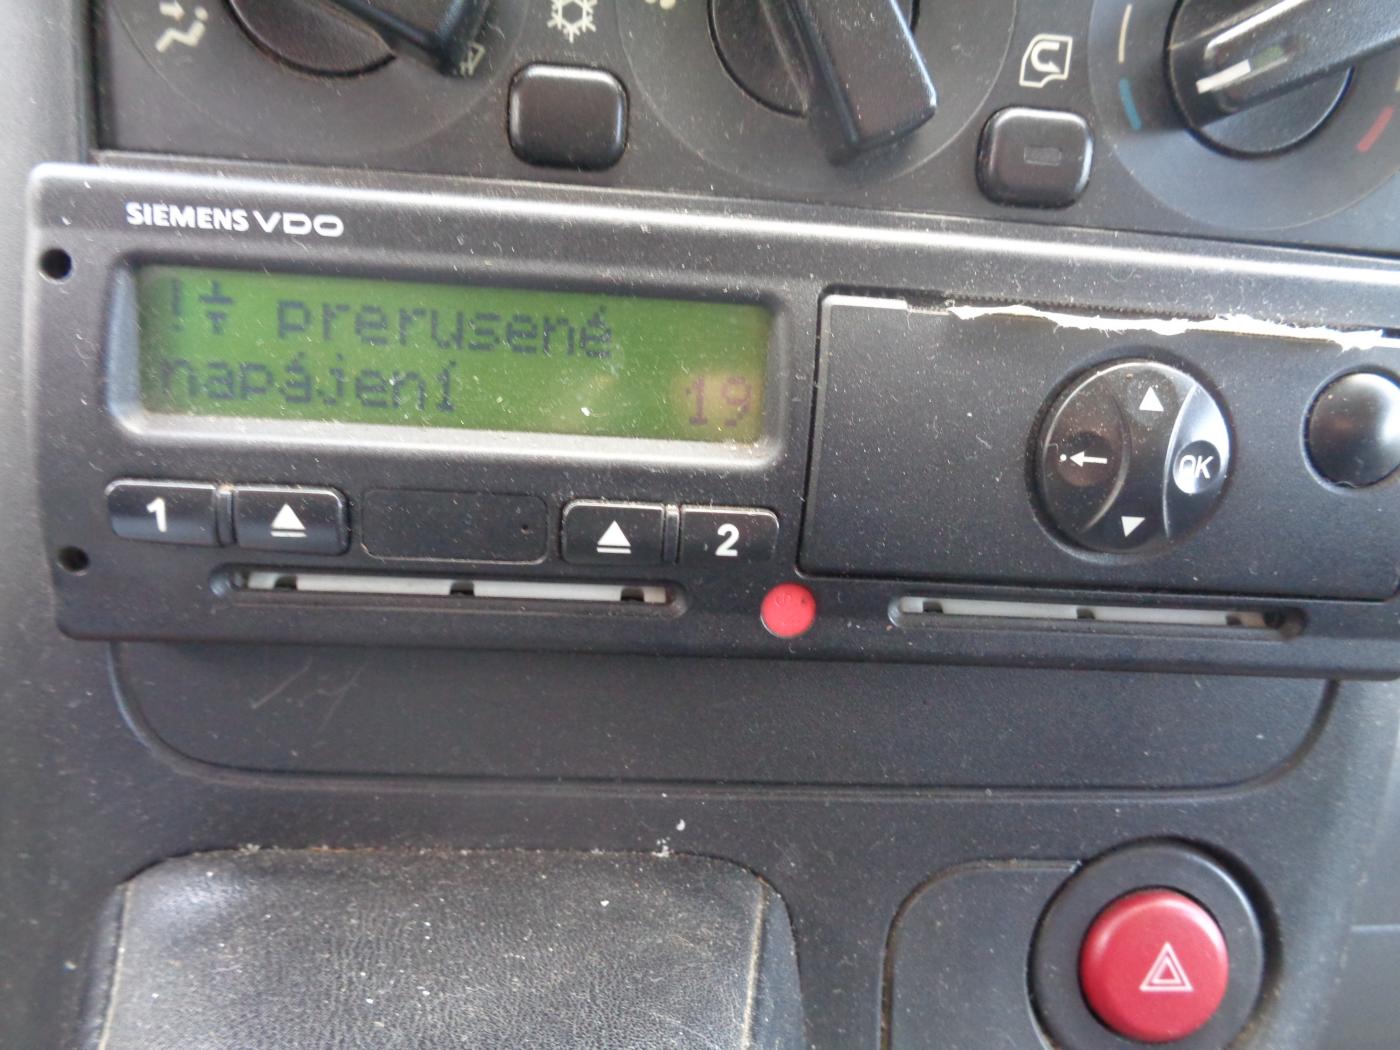 SIEMENS VDO
!÷ prerusené
napájení 19
1
2
OK